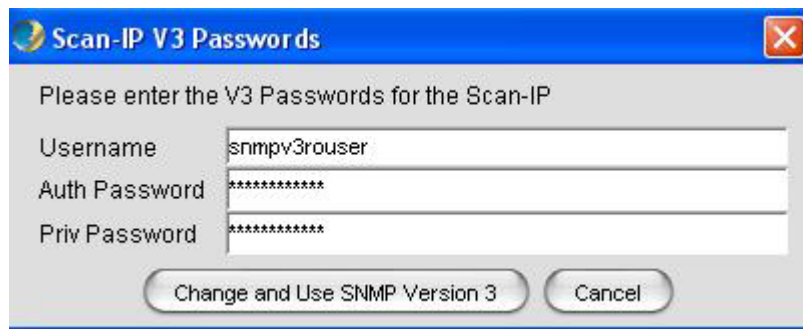 Scan-IP V3 Passwords
Please enter the V3 Passwords for the Scan-IP
Username snmpv3rouser
Auth Password ************
Priv Password ************
Change and Use SNMP Version 3 Cancel